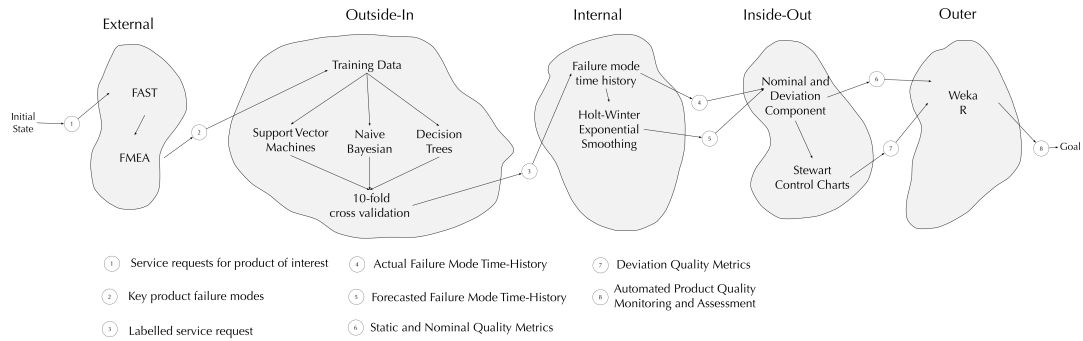 External
Outside-In
Internal
Inside-Out
Outer
Initial
State
1
FAST
FMEA
2
Training Data
Support Vector
Machines
Naive
Bayesian
Decision
Trees
10-fold
cross validation
3
Failure mode
time history
Holt-Winter
Exponential
Smoothing
4
5
Nominal and
Deviation
Component
Stewart
Control Charts
6
7
Weka
R
8
Goal
1 Service requests for product of interest
2 Key product failure modes
3 Labelled service request
4 Actual Failure Mode Time-History
5 Forecasted Failure Mode Time-History
6 Static and Nominal Quality Metrics
7 Deviation Quality Metrics
8 Automated Product Quality
Monitoring and Assessment